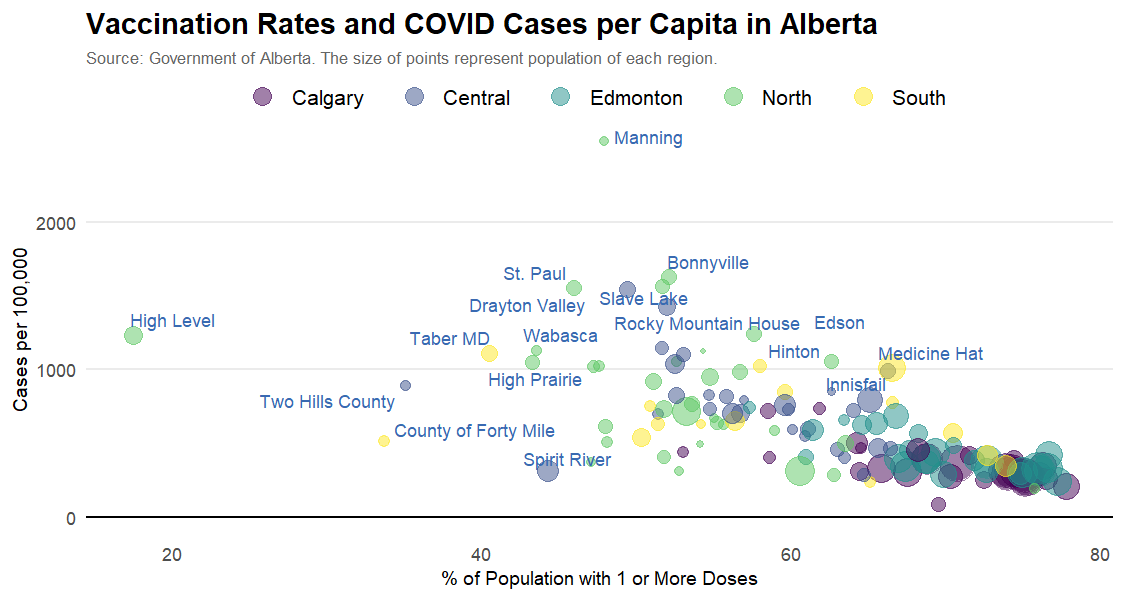 Vaccination Rates and COVID Cases per Capita in Alberta
Source: Government of Alberta. The size of points represent population of each region.
Calgary Central Edmonton North South
Manning
2000
Bonnyville
St. Paul
Slave Lake
Drayton Valley
High Level
Rocky Mountain House
Edson
Taber MD
Wabasca
Hinton
Medicine Hat
1000
High Prairie
Innisfail
Two Hills County
County of Forty Mile
Spirit River
0
Cases per 100,000
20 40 60 80
% of Population with 1 or More Doses